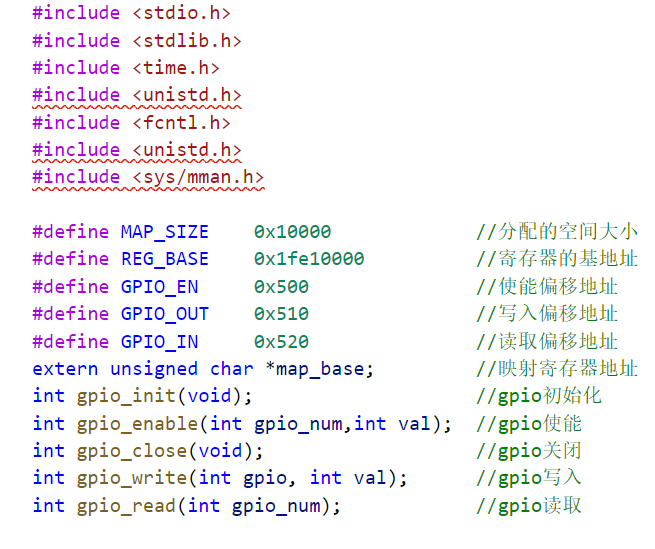 #include <stdio.h>
#include <stdlib.h>
#include <time.h>
#include <unistd.h>
#include <fcntl.h>
#include <unistd.h>
#include <sys/mman.h>
#define MAP_SIZE    0x10000             //分配的空间大小
#define REG_BASE    0x1fe10000          //寄存器的基地址
#define GPIO_EN     0x500               //使能偏移地址
#define GPIO_OUT    0x510               //写入偏移地址
#define GPIO_IN     0x520               //读取偏移地址
extern unsigned char *map_base;         //映射寄存器地址
int gpio_init(void);                    //gpio初始化
int gpio_enable(int gpio_num,int val);  //gpio使能
int gpio_close(void);                   //gpio关闭
int gpio_write(int gpio, int val);      //gpio写入
int gpio_read(int gpio_num);            //gpio读取